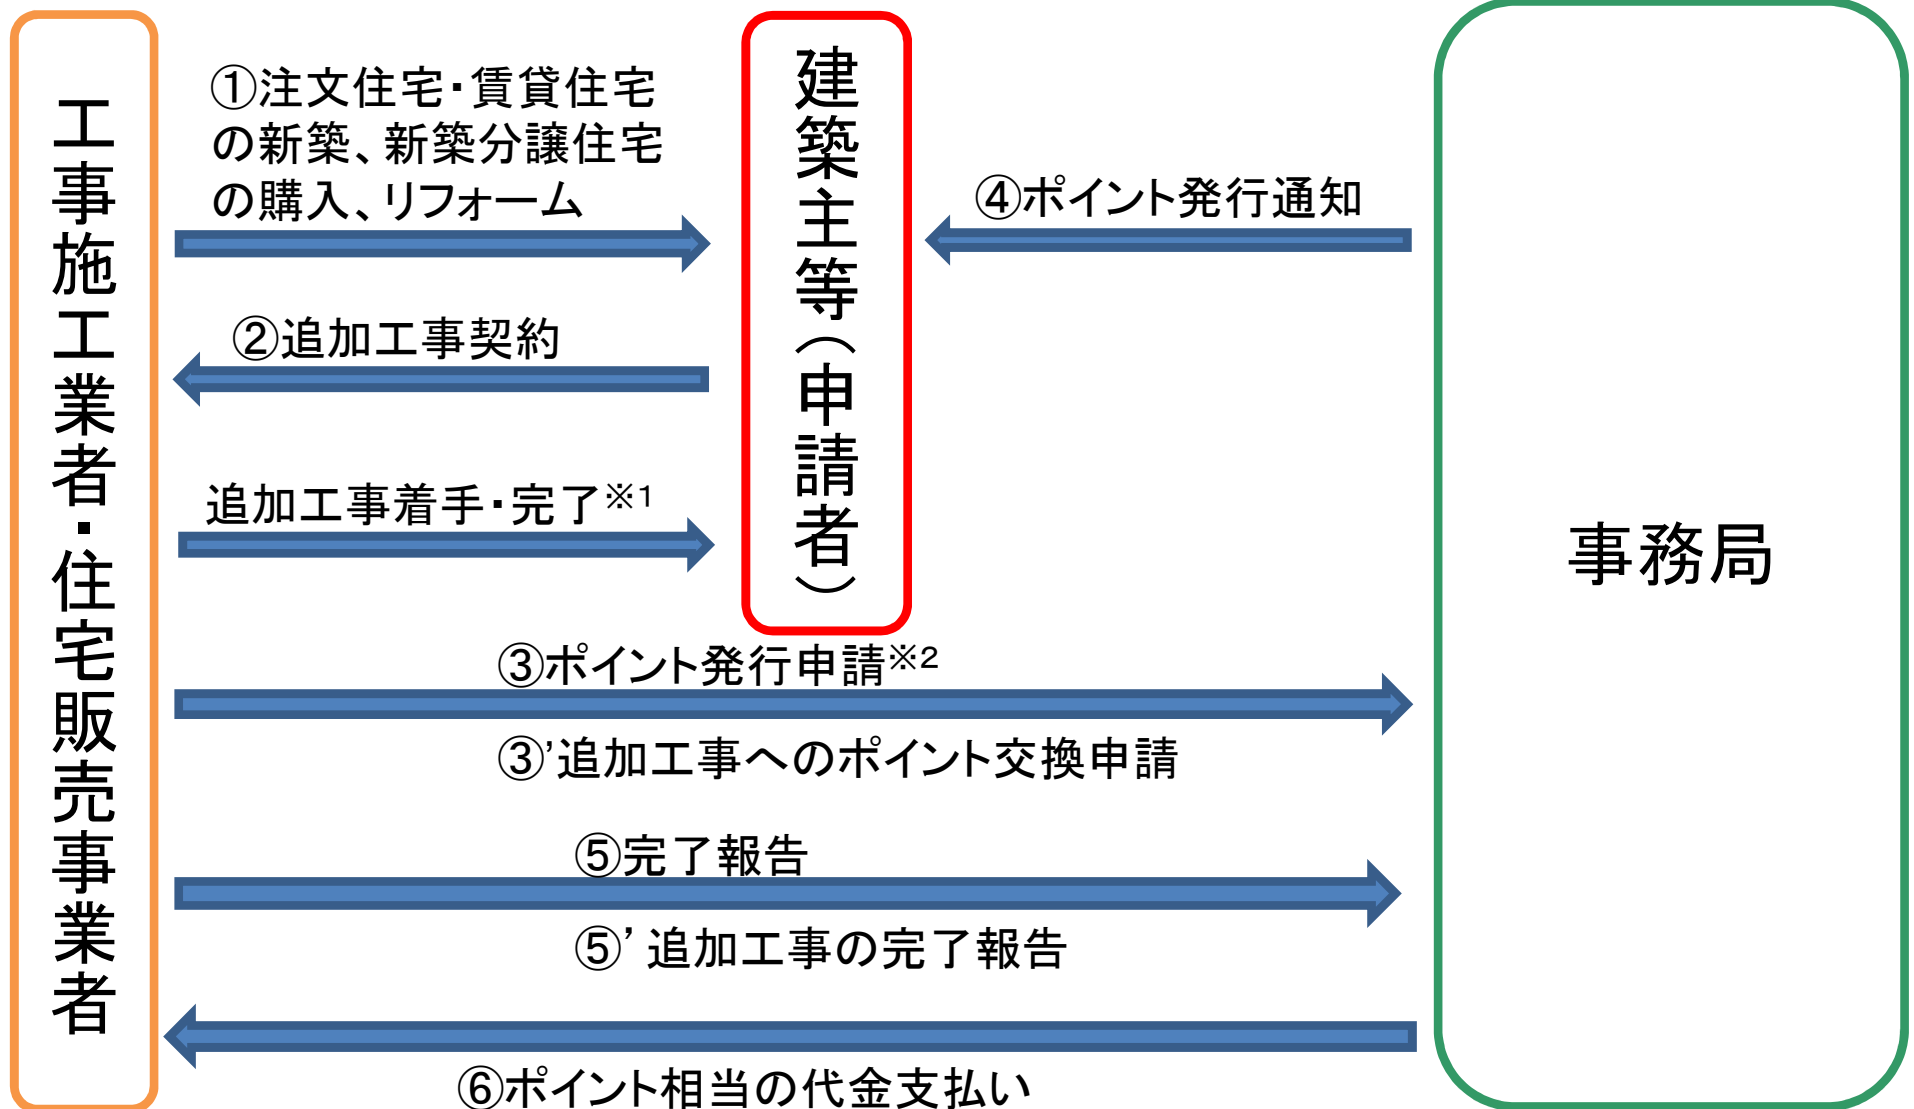 工事施工業者・住宅販売事業者
①注文住宅・賃貸住宅
の新築、新築分譲住宅
の購入、リフォーム
②追加工事契約
追加工事着手・完了※1
建築主等（申請者）
④ポイント発行通知
事務局
③ポイント発行申請※2
③’追加工事へのポイント交換申請
⑤完了報告
⑤’追加工事の完了報告
⑥ポイント相当の代金支払い